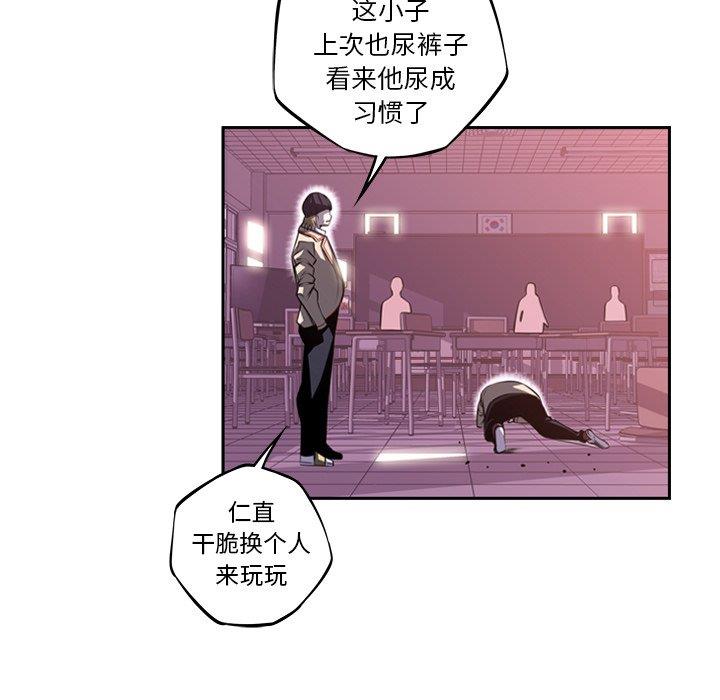 这小子
上次也尿裤子
看来他尿成
习惯了
仁直
干脆换个人
来玩玩